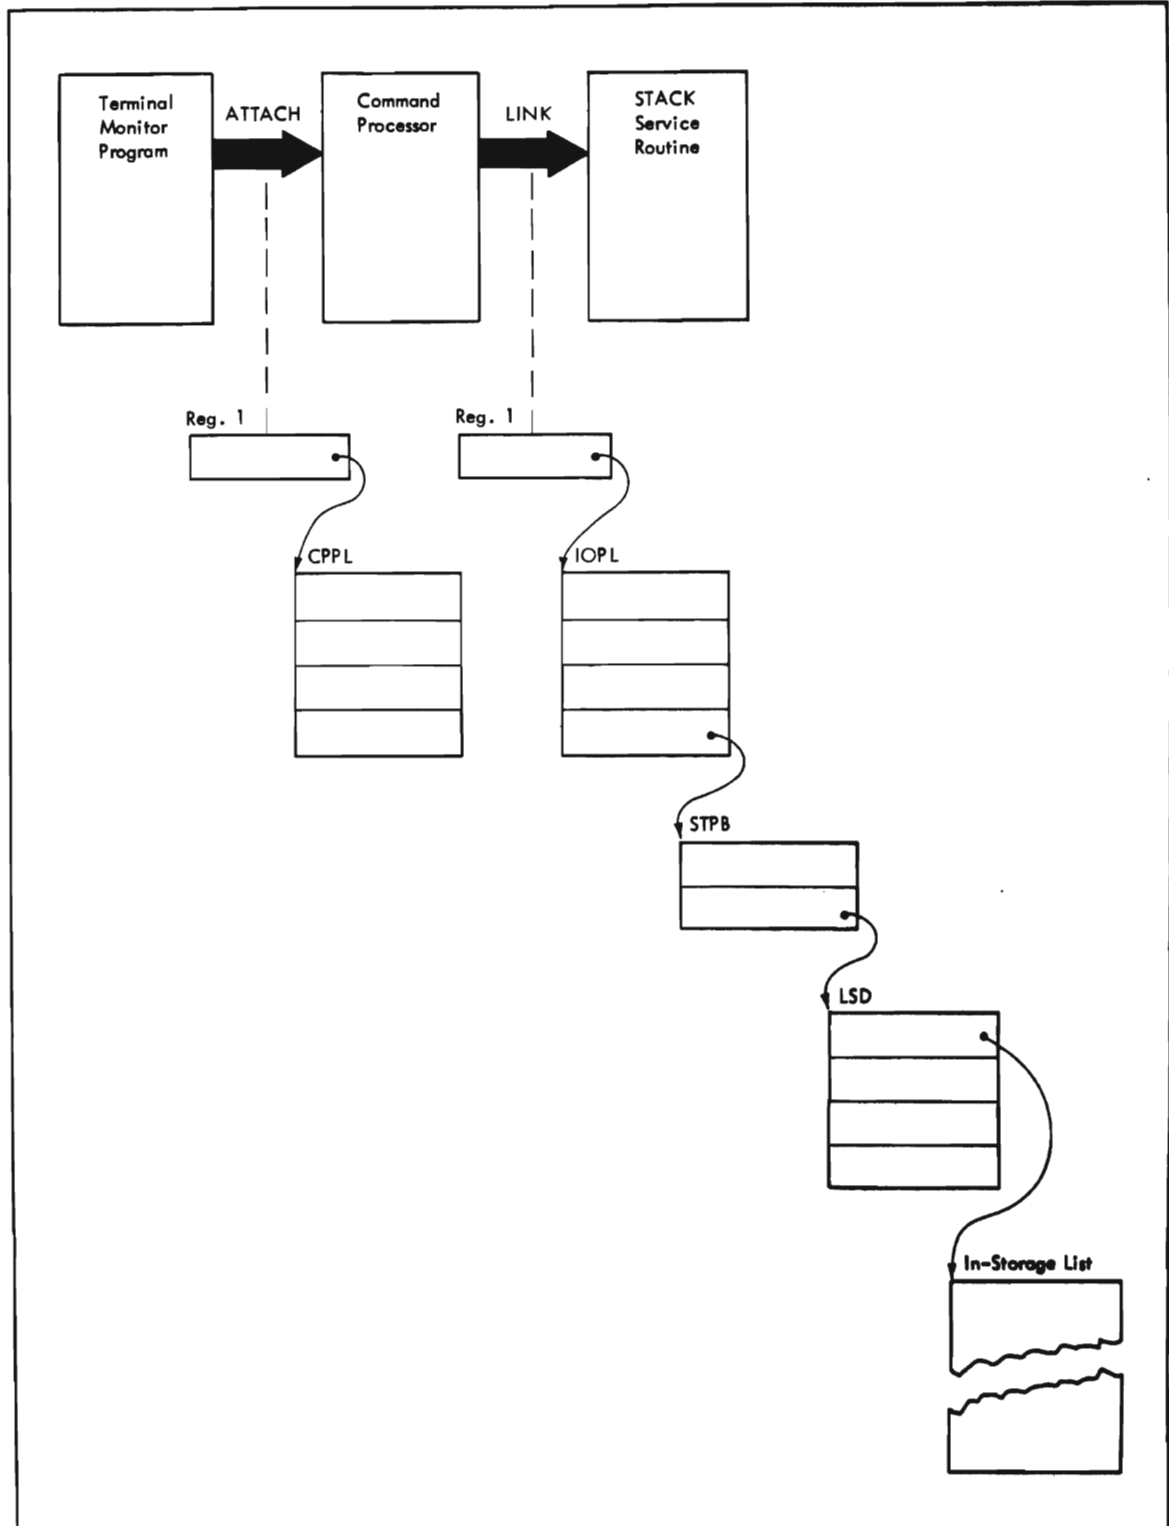 Terminal
Monitor
Program
ATTACH
Command
Processor
LINK
STACK
Service
Routine
Reg. 1
Reg. 1
CPPL
IOPL
STPB
LSD
In-Storage List